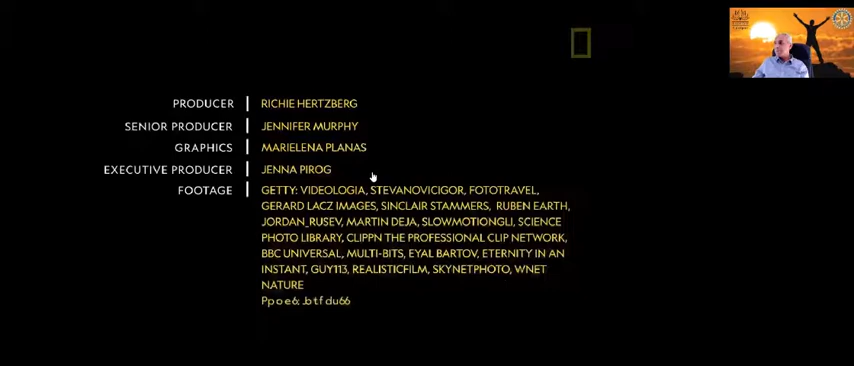 PRODUCER RICHIE HERTZBERG
SENIOR PRODUCER JENNIFER MURPHY
GRAPHICS MARIELENA PLANAS
EXECUTIVE PRODUCER JENNA PIROG
FOOTAGE GETTY: VIDEOLOGIA, STEVANOVICIGOR, FOTOTRAVEL,
GERARD LACZ IMAGES, SINCLAIR STAMMERS, RUBEN EARTH,
JORDAN_RUSEV, MARTIN DEJA, SLOWMOTIONGLI, SCIENCE
PHOTO LIBRARY, CLIPPN THE PROFESSIONAL CLIP NETWORK,
BBC UNIVERSAL, MULTI-BITS, EYAL BARTOV, ETERNITY IN AN
INSTANT, GUY113, REALISTICFILM, SKYNETPHOTO, WNET
NATURE